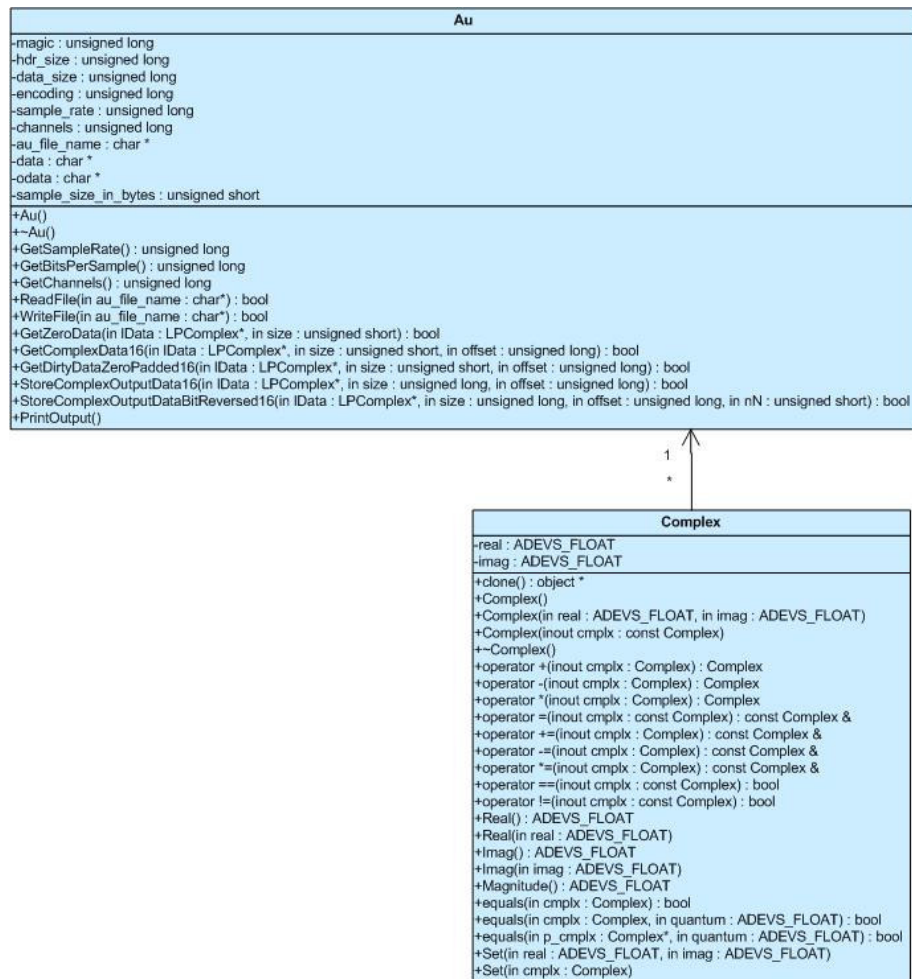 Au
-magic : unsigned long
-hdr_size : unsigned long
-data_size : unsigned long
-encoding : unsigned long
-sample_rate : unsigned long
-channels : unsigned long
-au_file_name : char *
-data : char *
-odata : char *
-sample_size_in_bytes : unsigned short
+Au()
+~Au()
+GetSampleRate() : unsigned long
+GetBitsPerSample() : unsigned long
+GetChannels() : unsigned long
+ReadFile(in au_file_name : char*) : bool
+WriteFile(in au_file_name : char*) : bool
+GetZeroData(in lData : LPComplex*, in size : unsigned short) : bool
+GetComplexData16(in lData : LPComplex*, in size : unsigned short, in offset : unsigned long) : bool
+GetDirtyDataZeroPadded16(in lData : LPComplex*, in size : unsigned short, in offset : unsigned long) : bool
+StoreComplexOutputData16(in lData : LPComplex*, in size : unsigned long, in offset : unsigned long) : bool
+StoreComplexOutputDataBitReversed16(in lData : LPComplex*, in size : unsigned long, in offset : unsigned long, in nN : unsigned short) : bool
+PrintOutput()
1
*
Complex
-real : ADEVS_FLOAT
-imag : ADEVS_FLOAT
+clone() : object *
+Complex()
+Complex(in real : ADEVS_FLOAT, in imag : ADEVS_FLOAT)
+Complex(inout cmplx : const Complex)
+~Complex()
+operator +(inout cmplx : Complex) : Complex
+operator -(inout cmplx : Complex) : Complex
+operator *(inout cmplx : Complex) : Complex
+operator =(inout cmplx : const Complex) : const Complex &
+operator +=(inout cmplx : Complex) : const Complex &
+operator -=(inout cmplx : Complex) : const Complex &
+operator *=(inout cmplx : Complex) : const Complex &
+operator ==(inout cmplx : const Complex) : bool
+operator !=(inout cmplx : const Complex) : bool
+Real() : ADEVS_FLOAT
+Real(in real : ADEVS_FLOAT)
+Imag() : ADEVS_FLOAT
+Imag(in imag : ADEVS_FLOAT)
+Magnitude() : ADEVS_FLOAT
+equals(in cmplx : Complex) : bool
+equals(in cmplx : Complex, in quantum : ADEVS_FLOAT) : bool
+equals(in p_cmplx : Complex*, in quantum : ADEVS_FLOAT) : bool
+Set(in real : ADEVS_FLOAT, in imag : ADEVS_FLOAT)
+Set(in cmplx : Complex)